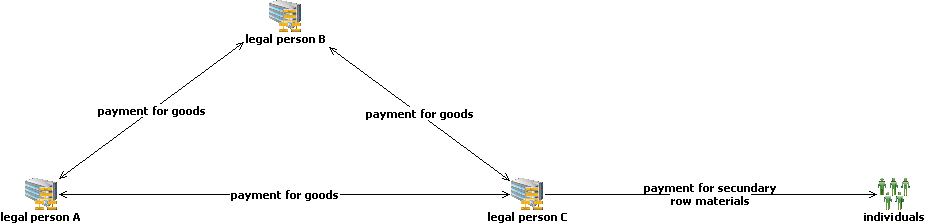 legal person B
payment for goods
payment for goods
payment for goods
payment for secundary
row materials
legal person A
legal person C
individuals